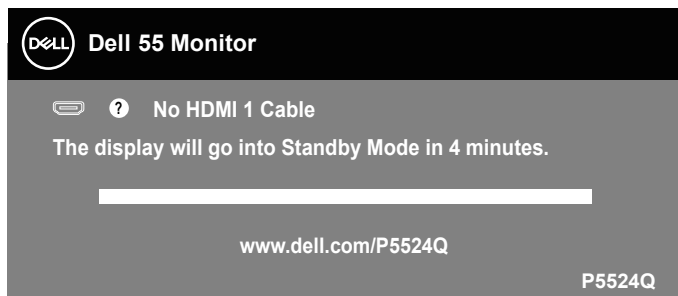 DELL Dell 55 Monitor
? No HDMI 1 Cable
The display will go into Standby Mode in 4 minutes.
www.dell.com/P5524Q
P5524Q